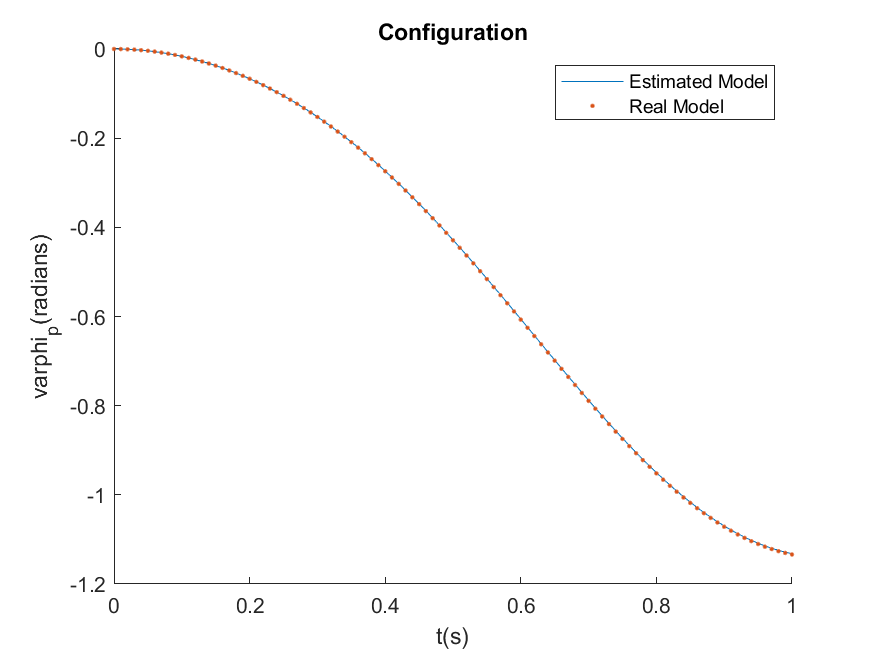 Configuration
Estimated Model
Real Model
0
-0.2
-0.4
-0.6
-0.8
-1
-1.2
varphi_p(radians)
0
0.2
0.4
0.6
0.8
1
t(s)